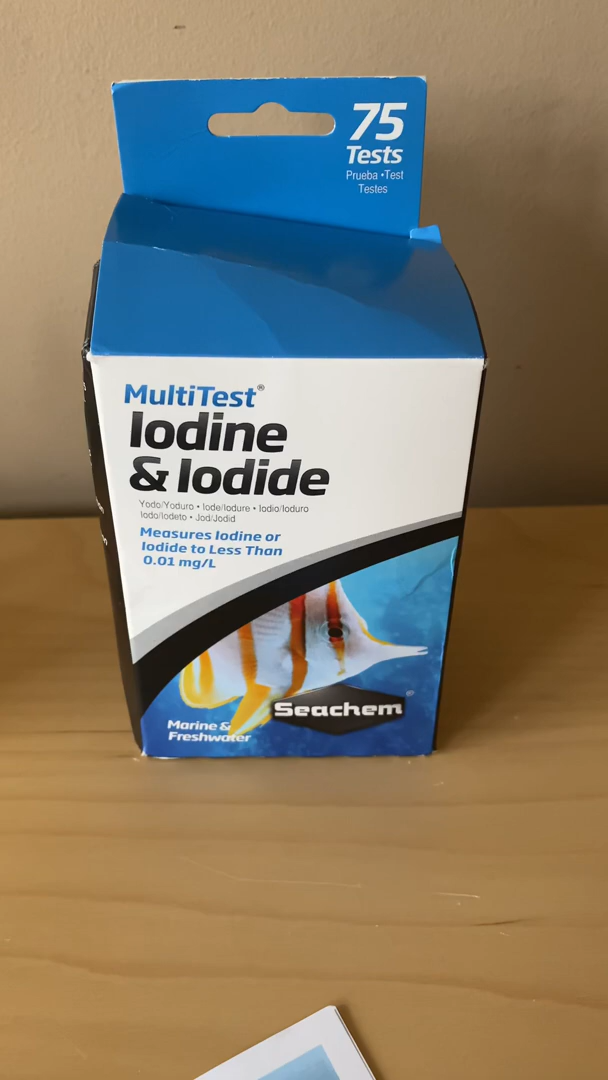 75
Tests
Prueba •Test
Testes
MultiTest®
Iodine
& Iodide
Yodo/Yoduro • Iode/Iodure • Iodio/Ioduro
Iodo/Iodeto • Jod/Jodid
Measures Iodine or
Iodide to Less Than
0.01 mg/L
Seachem®
Marine &
Freshwater